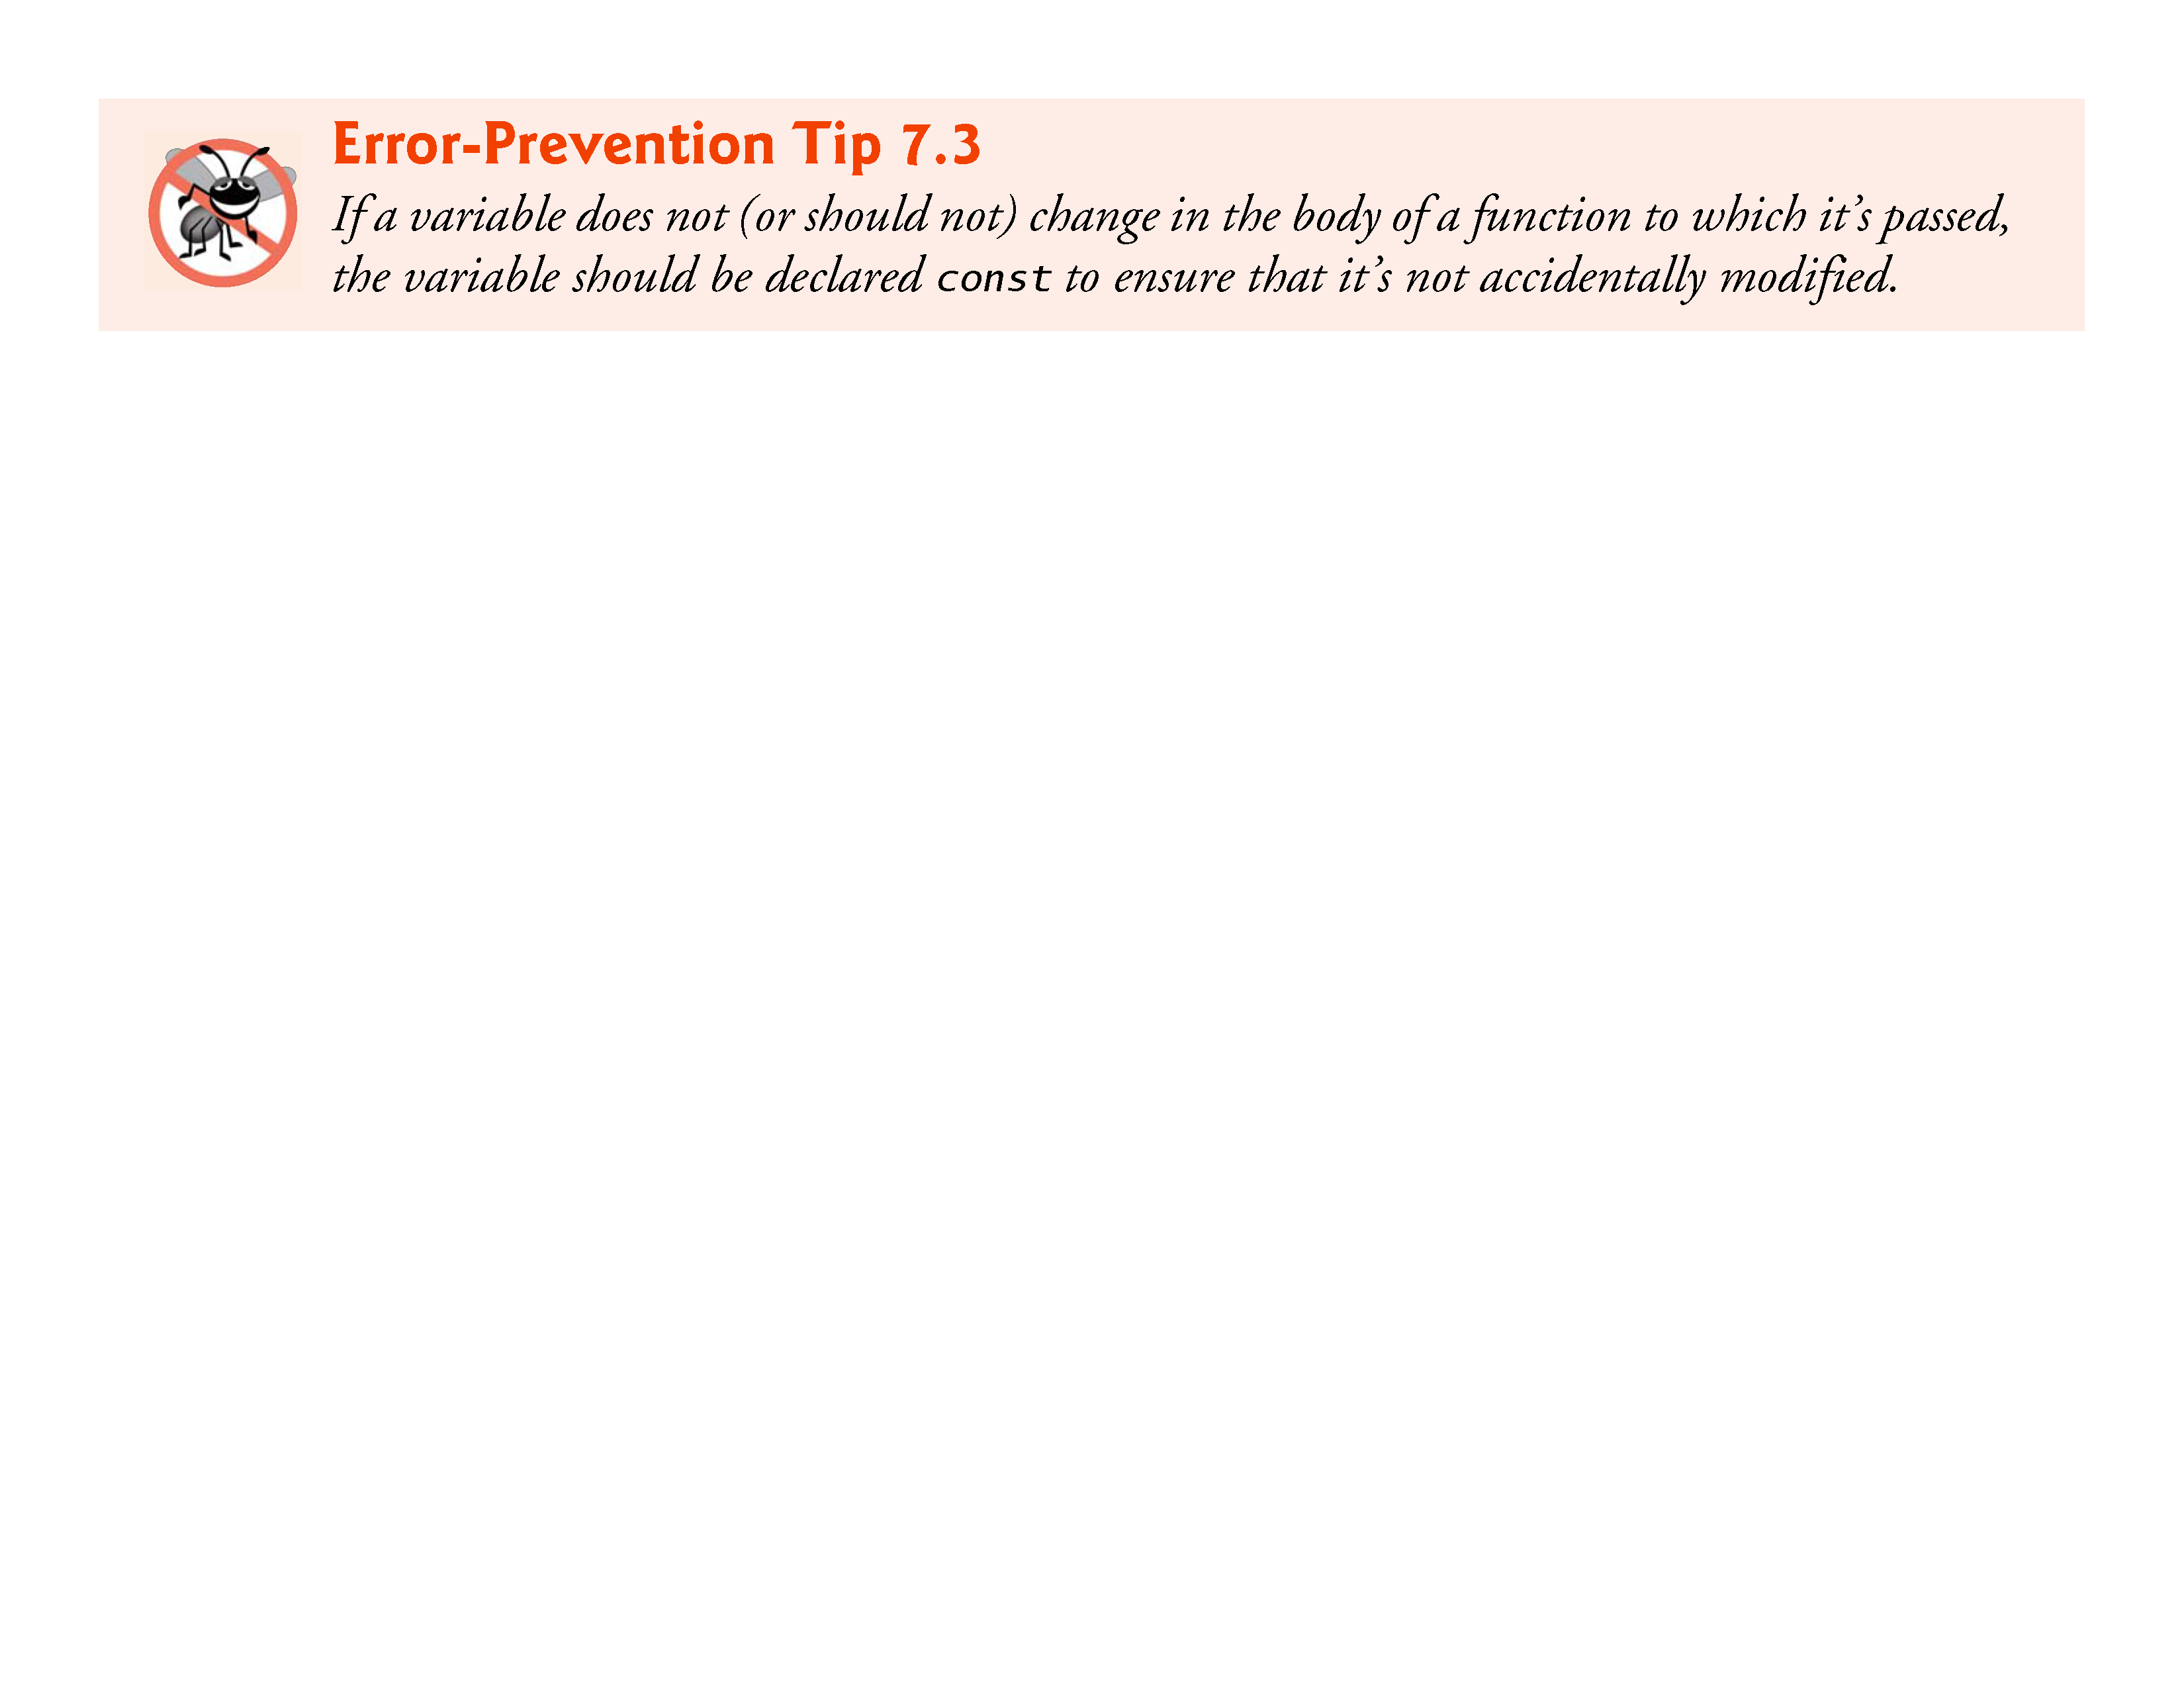 Error-Prevention Tip 7.3
If a variable does not (or should not) change in the body of a function to which it’s passed,
the variable should be declared const to ensure that it’s not accidentally modified.